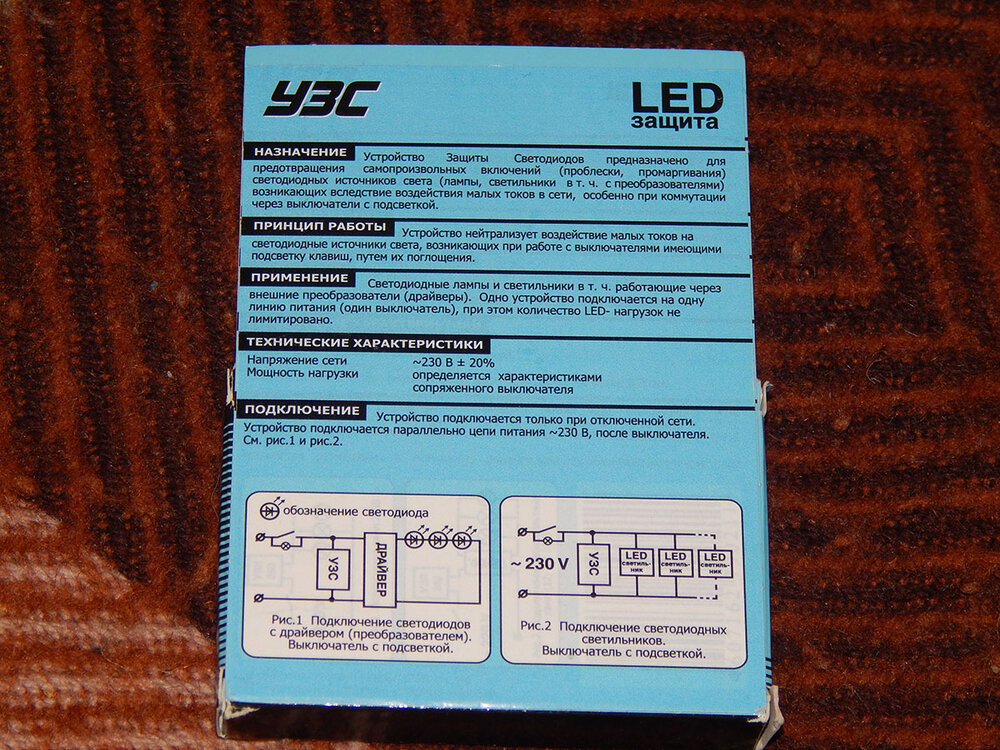 УЗС
LED
защита
НАЗНАЧЕНИЕ Устройство Защиты Светодиодов предназначено для
предотвращения самопроизвольных включений (проблески, промаргивания)
светодиодных источников света (лампы, светильники в т. ч. с преобразователями)
возникающих вследствие воздействия малых токов в сети, особенно при коммутации
через выключатели с подсветкой.
ПРИНЦИП РАБОТЫ Устройство нейтрализует воздействие малых токов на
светодиодные источники света, возникающих при работе с выключателями имеющими
подсветку клавиш, путем их поглощения.
ПРИМЕНЕНИЕ Светодиодные лампы и светильники в т. ч. работающие через
внешние преобразователи (драйверы). Одно устройство подключается на одну
линию питания (один выключатель), при этом количество LED- нагрузок не
лимитировано.
ТЕХНИЧЕСКИЕ ХАРАКТЕРИСТИКИ
Напряжение сети ~230 В ± 20%
Мощность нагрузки определяется характеристиками
сопряженного выключателя
ПОДКЛЮЧЕНИЕ Устройство подключается только при отключенной сети.
Устройство подключается параллельно цепи питания ~230 В, после выключателя.
См. рис.1 и рис.2.
обозначение светодиода
УЗС
ДРАЙВЕР
Рис.1 Подключение светодиодов
с драйвером (преобразователем).
Выключатель с подсветкой.
~ 230 V
УЗС
LED
светиль-
ник
LED
светиль-
ник
LED
светиль-
ник
Рис.2 Подключение светодиодных
светильников.
Выключатель с подсветкой.